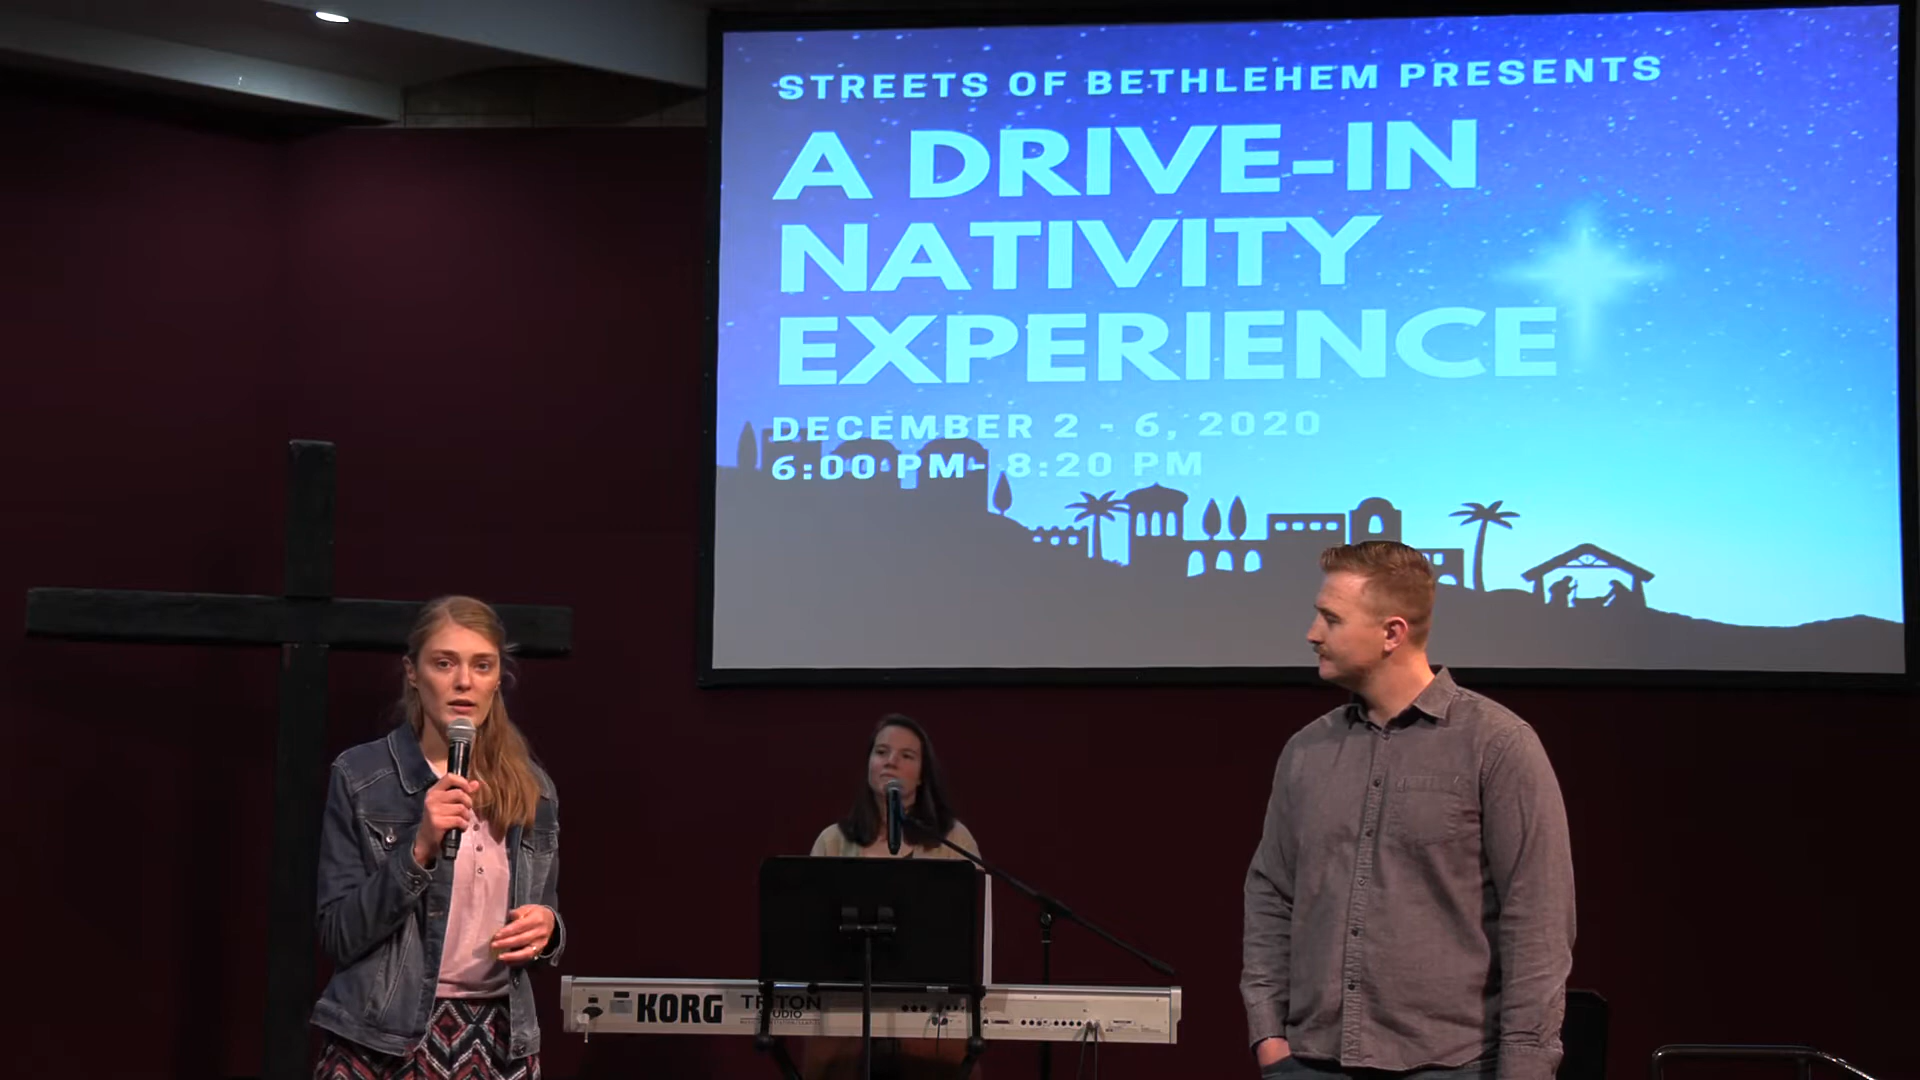 STREETS OF BETHLEHEM PRESENTS
A DRIVE-IN
NATIVITY
EXPERIENCE
DECEMBER 2 - 6, 2020
6:00 PM- 8:20 PM
KORG
TRITON
STUDIO